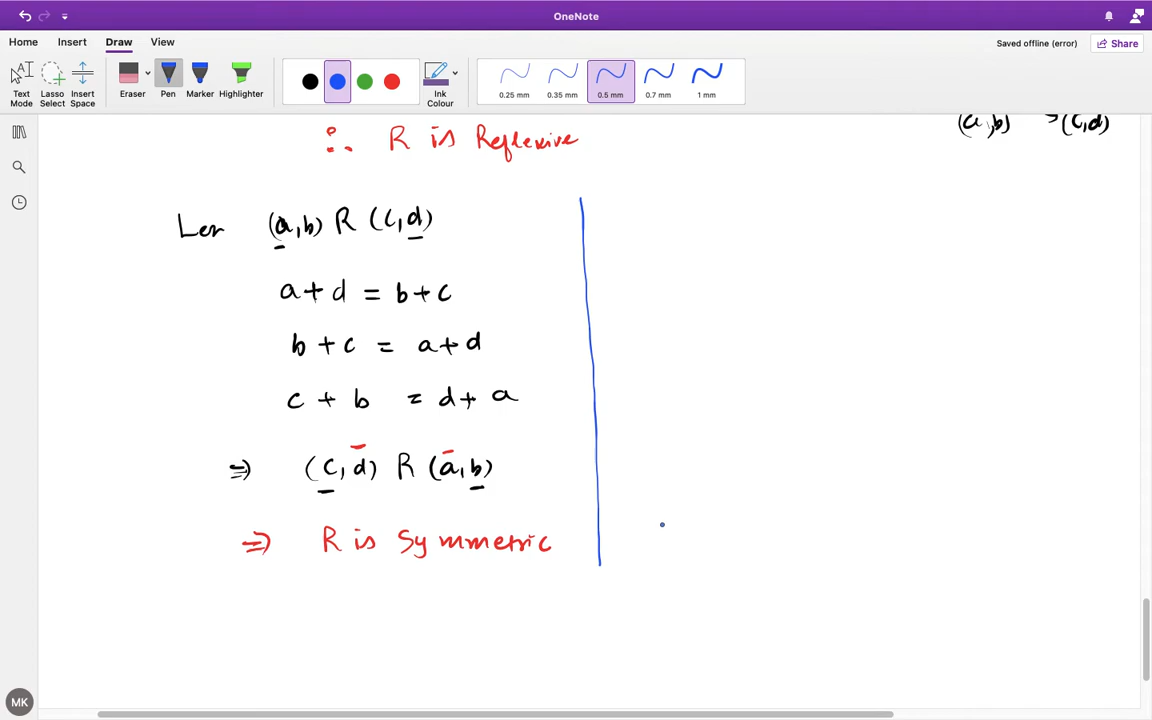 OneNote
Home Insert Draw View
Saved offline (error) Share
Text Mode
Lasso Select
Insert Space
Eraser
Pen
Marker
Highlighter
Ink Colour
0.25 mm 0.35 mm 0.5 mm 0.7 mm 1 mm
(a,b) (c,d)
∴ R is Reflexive
Let (a,b) R (c,d)
a+d = b+c
b+c = a+d
c+b = d+a
⇒ (c,d) R (a,b)
⇒ R is Symmetric
MK